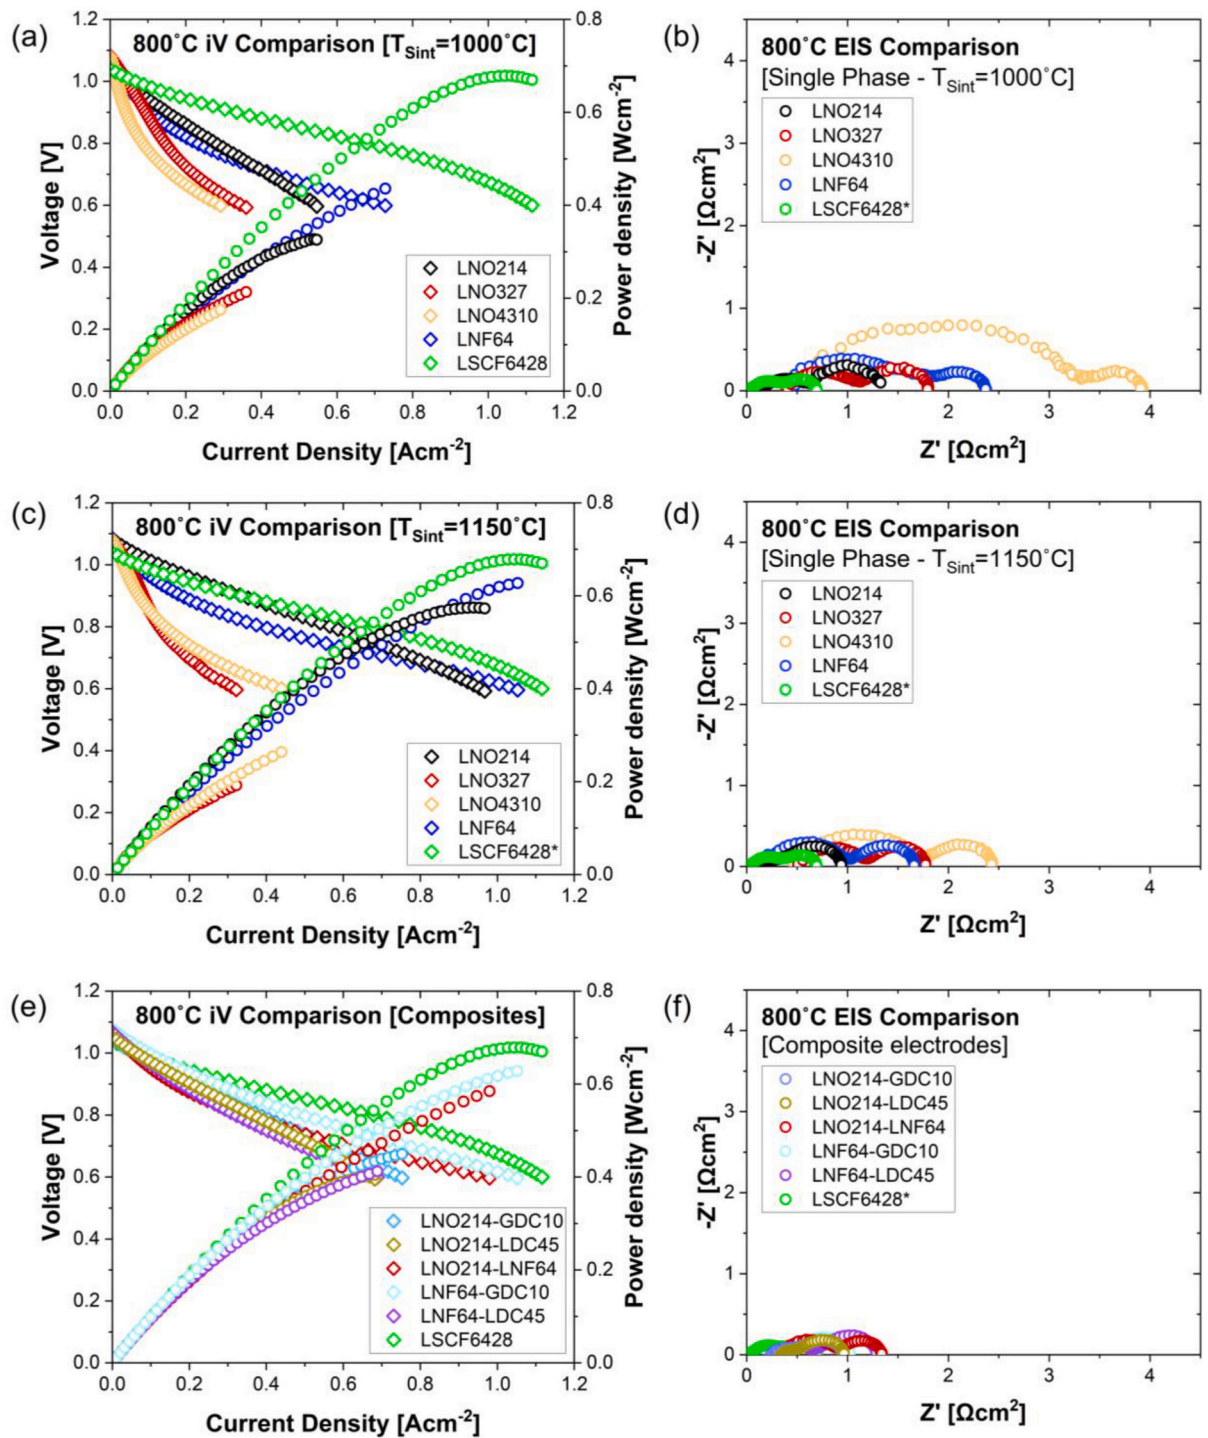 (a)
800˚C iV Comparison [TSint=1000˚C]
1.2
1.0
0.8
0.6
0.4
0.2
0.0
Voltage [V]
0.8
0.6
0.4
0.2
0.0
Power density [Wcm-2]
LNO214
LNO327
LNO4310
LNF64
LSCF6428
0.0 0.2 0.4 0.6 0.8 1.0 1.2
Current Density [Acm-2]
(b)
800˚C EIS Comparison
[Single Phase - TSint=1000˚C]
LNO214
LNO327
LNO4310
LNF64
LSCF6428*
4
3
2
1
0
-Z' [Ωcm2]
0 1 2 3 4
Z' [Ωcm2]
(c)
800˚C iV Comparison [TSint=1150˚C]
1.2
1.0
0.8
0.6
0.4
0.2
0.0
Voltage [V]
0.8
0.6
0.4
0.2
0.0
Power density [Wcm-2]
LNO214
LNO327
LNO4310
LNF64
LSCF6428*
0.0 0.2 0.4 0.6 0.8 1.0 1.2
Current Density [Acm-2]
(d)
800˚C EIS Comparison
[Single Phase - TSint=1150˚C]
LNO214
LNO327
LNO4310
LNF64
LSCF6428*
4
3
2
1
0
-Z' [Ωcm2]
0 1 2 3 4
Z' [Ωcm2]
(e)
800˚C iV Comparison [Composites]
1.2
1.0
0.8
0.6
0.4
0.2
0.0
Voltage [V]
0.8
0.6
0.4
0.2
0.0
Power density [Wcm-2]
LNO214-GDC10
LNO214-LDC45
LNO214-LNF64
LNF64-GDC10
LNF64-LDC45
LSCF6428
0.0 0.2 0.4 0.6 0.8 1.0 1.2
Current Density [Acm-2]
(f)
800˚C EIS Comparison
[Composite electrodes]
LNO214-GDC10
LNO214-LDC45
LNO214-LNF64
LNF64-GDC10
LNF64-LDC45
LSCF6428*
4
3
2
1
0
-Z' [Ωcm2]
0 1 2 3 4
Z' [Ωcm2]